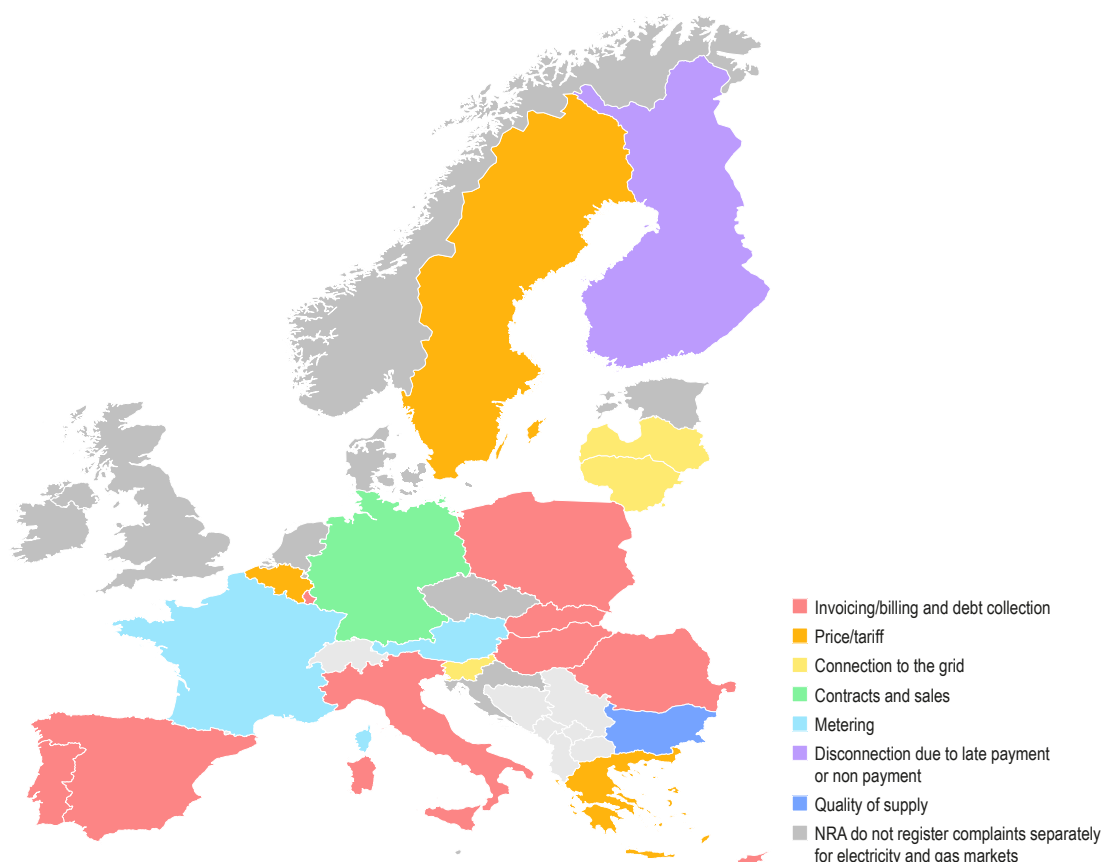 Invoicing/billing and debt collection
Price/tariff
Connection to the grid
Contracts and sales
Metering
Disconnection due to late payment
or non payment
Quality of supply
NRA do not register complaints separately
for electricity and gas markets